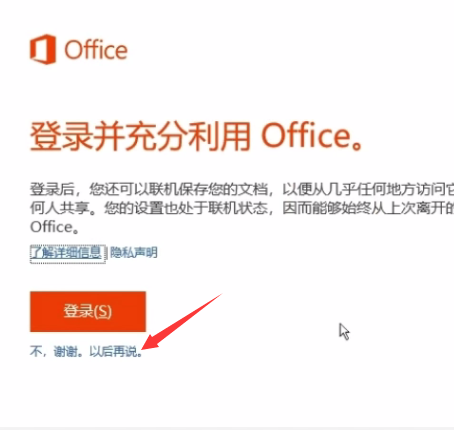 Office
登录并充分利用 Office。
登录后，您还可以联机保存您的文档，以便从几乎任何地方访问它
何人共享。您的设置也处于联机状态，因而能够始终从上次离开的
Office。
了解详细信息 隐私声明
登录(S)
不，谢谢。以后再说。